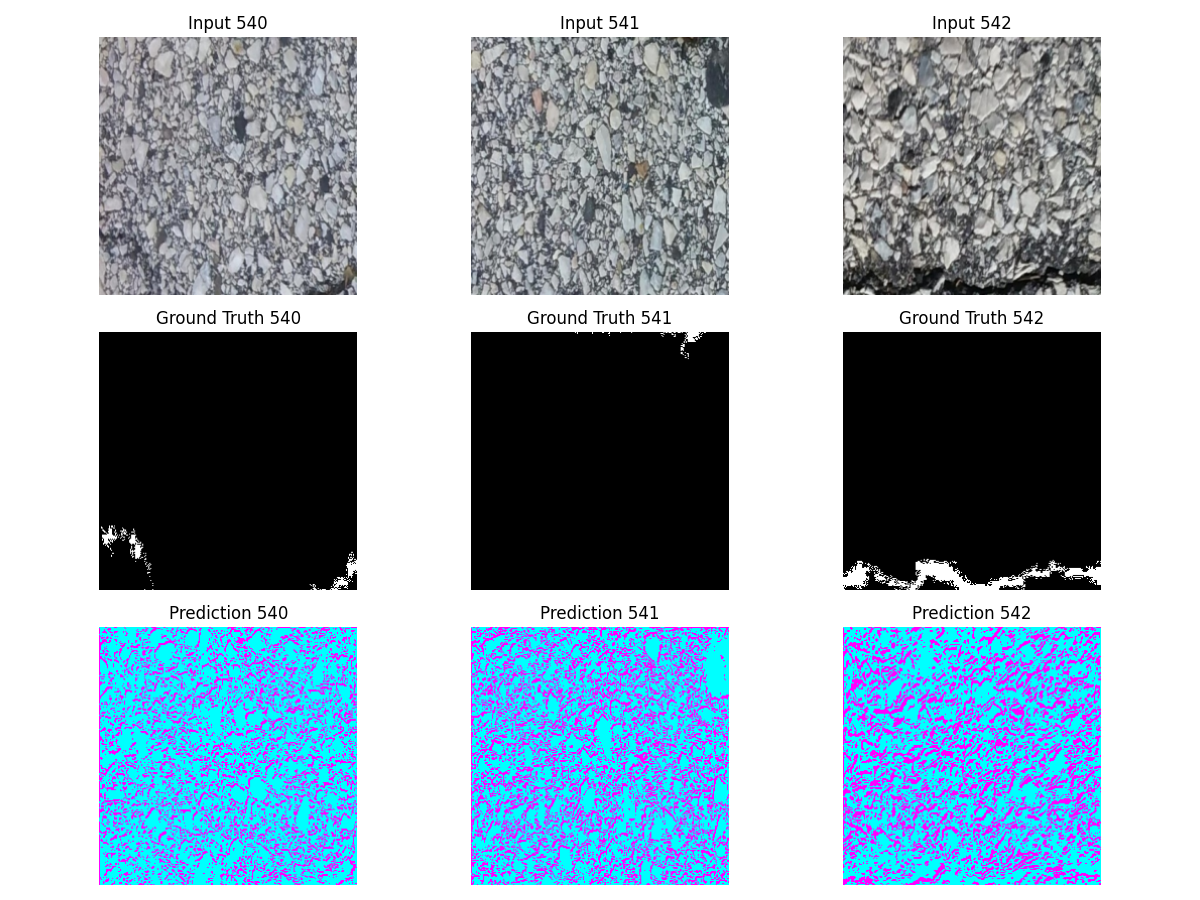 Input 540
Input 541
Input 542
Ground Truth 540
Ground Truth 541
Ground Truth 542
Prediction 540
Prediction 541
Prediction 542